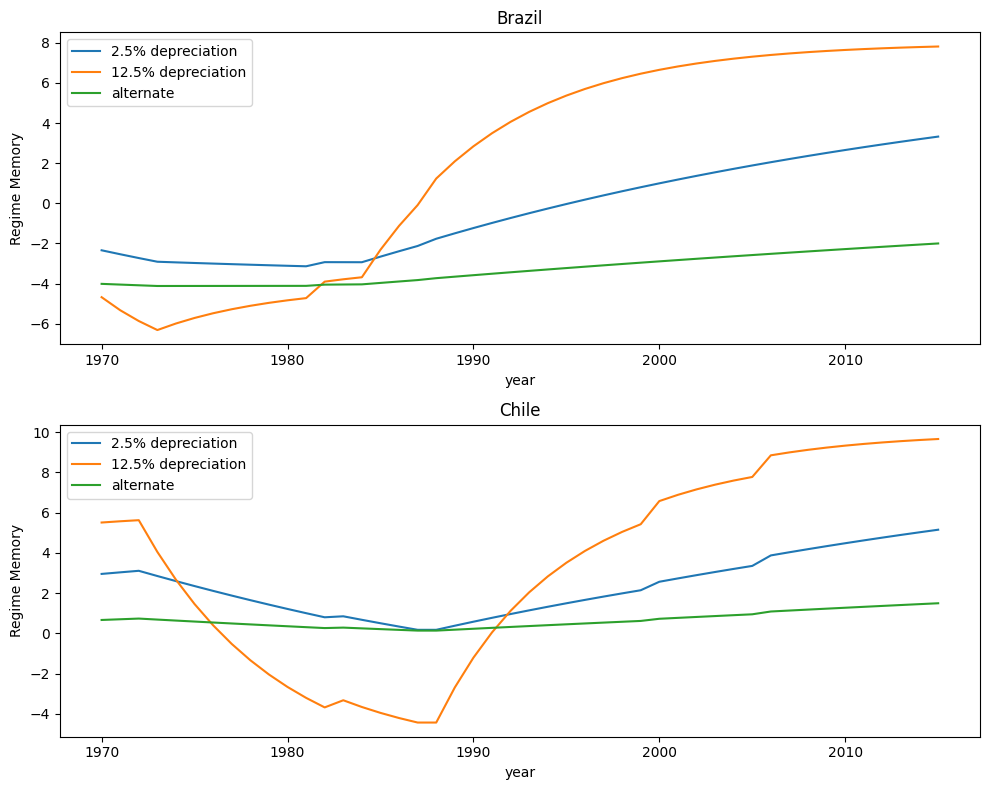 Brazil
2.5% depreciation
12.5% depreciation
alternate
8
6
4
2
0
−2
−4
−6
Regime Memory
1970
1980
1990
2000
2010
year
Chile
2.5% depreciation
12.5% depreciation
alternate
10
8
6
4
2
0
−2
−4
Regime Memory
1970
1980
1990
2000
2010
year